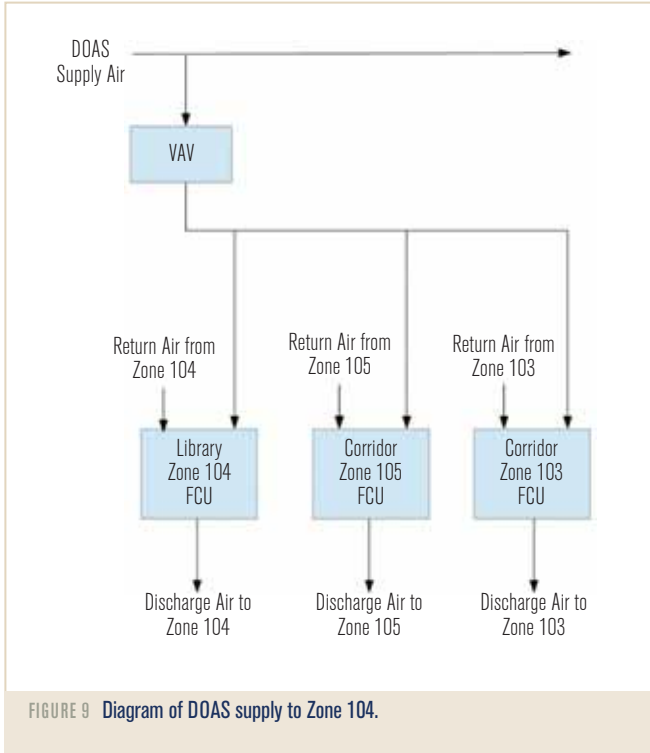 DOAS
Supply Air
VAV
Return Air from
Zone 104
Return Air from
Zone 105
Return Air from
Zone 103
Library
Zone 104
FCU
Corridor
Zone 105
FCU
Corridor
Zone 103
FCU
Discharge Air to
Zone 104
Discharge Air to
Zone 105
Discharge Air to
Zone 103
FIGURE 9 Diagram of DOAS supply to Zone 104.